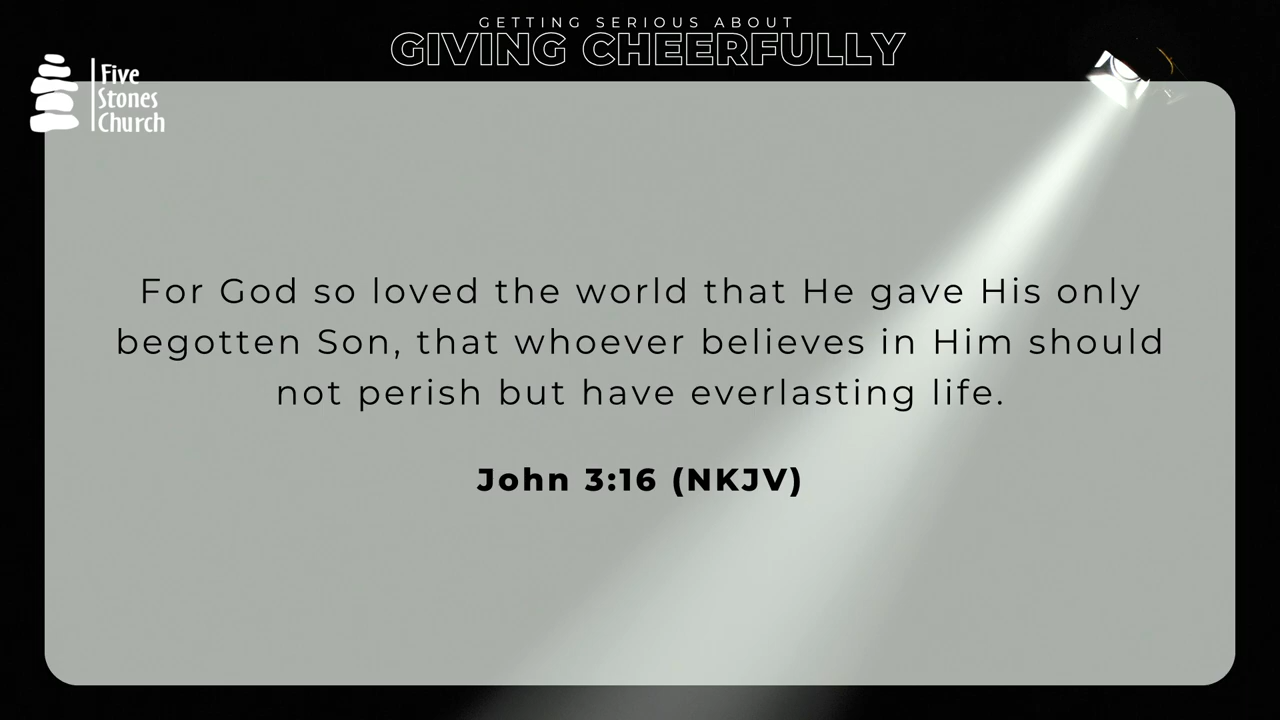 GETTING SERIOUS ABOUT
GIVING CHEERFULLY
Five
Stones
Church
For God so loved the world that He gave His only
begotten Son, that whoever believes in Him should
not perish but have everlasting life.
John 3:16 (NKJV)